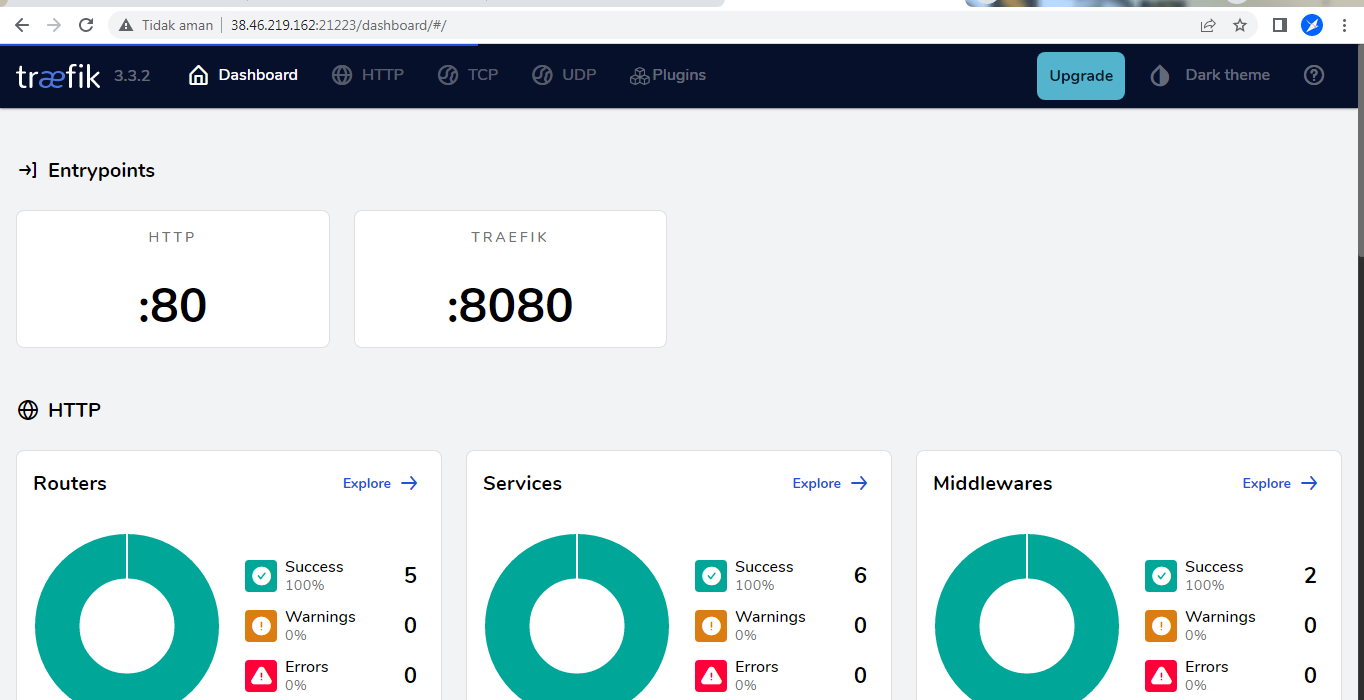 Tidak aman | 38.46.219.162:21223/dashboard/#/
træfik 3.3.2 Dashboard HTTP TCP UDP Plugins Upgrade Dark theme
Entrypoints
HTTP
:80
TRAEFIK
:8080
HTTP
Routers Explore
Success 5
100%
Warnings 0
0%
Errors 0
0%
Services Explore
Success 6
100%
Warnings 0
0%
Errors 0
0%
Middlewares Explore
Success 2
100%
Warnings 0
0%
Errors 0
0%